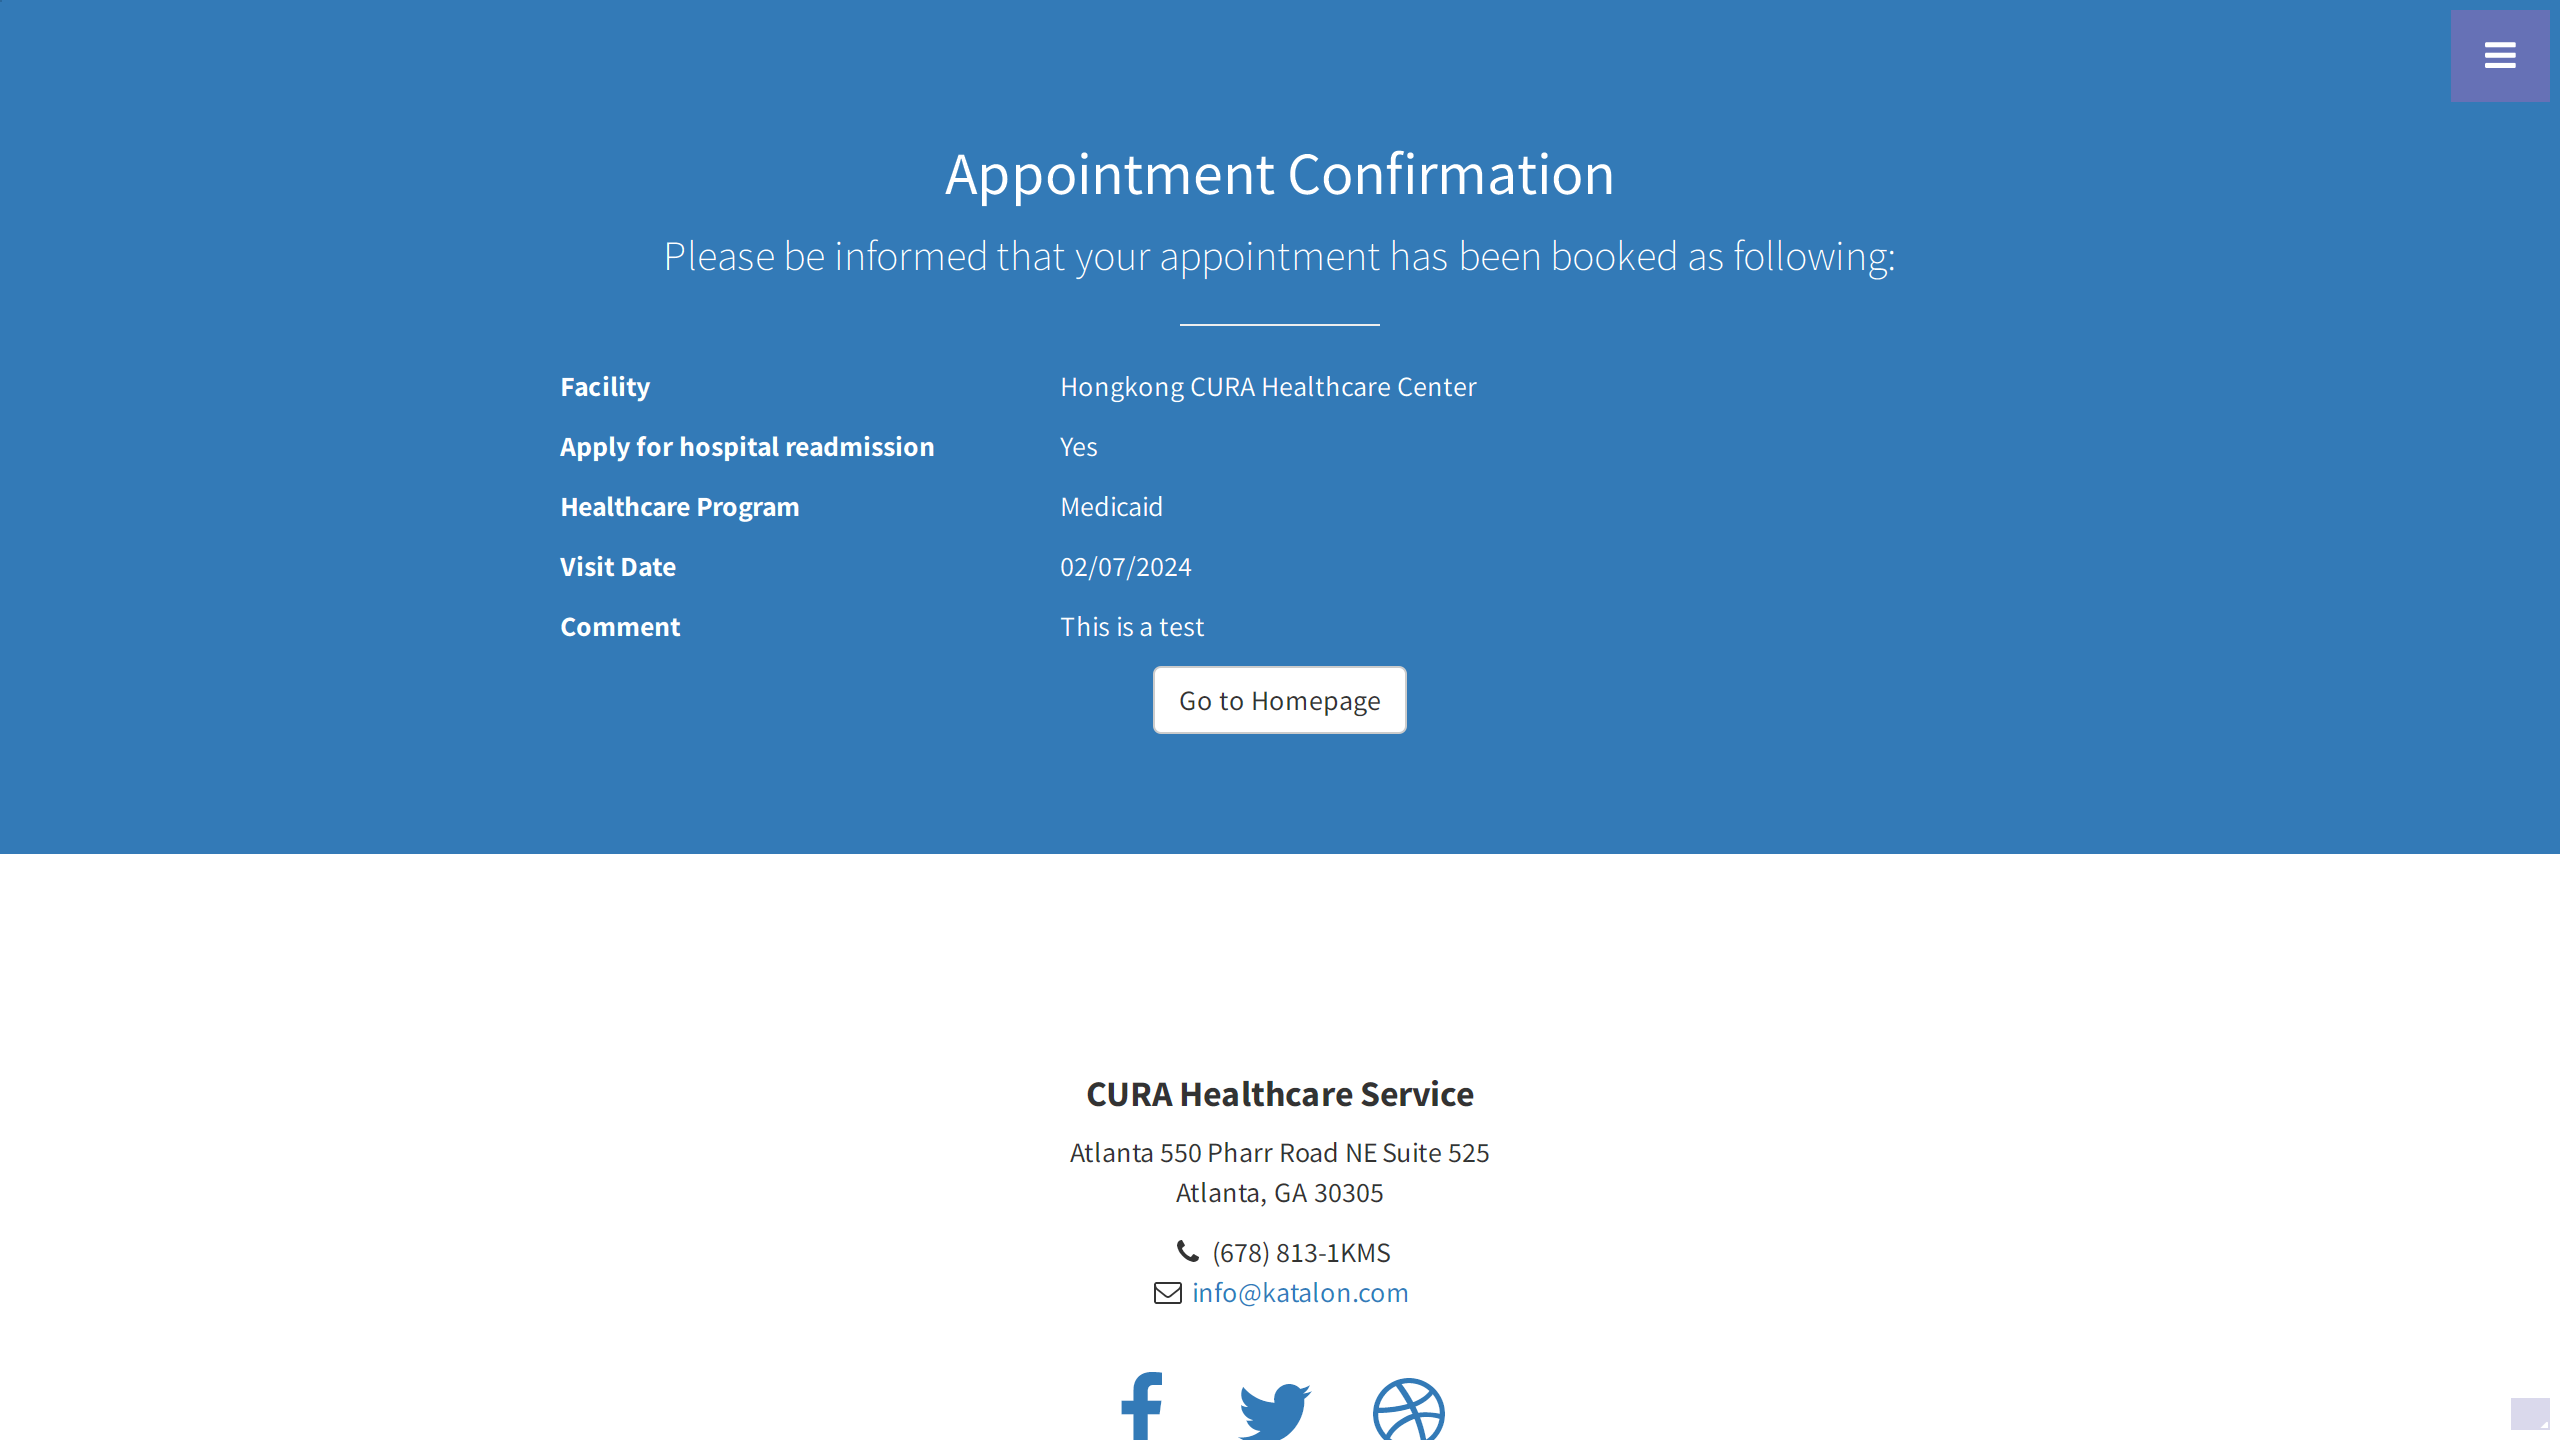 Appointment Confirmation
Please be informed that your appointment has been booked as following:
Facility Hongkong CURA Healthcare Center
Apply for hospital readmission Yes
Healthcare Program Medicaid
Visit Date 02/07/2024
Comment This is a test
Go to Homepage
CURA Healthcare Service
Atlanta 550 Pharr Road NE Suite 525
Atlanta, GA 30305
(678) 813-1KMS
info@katalon.com